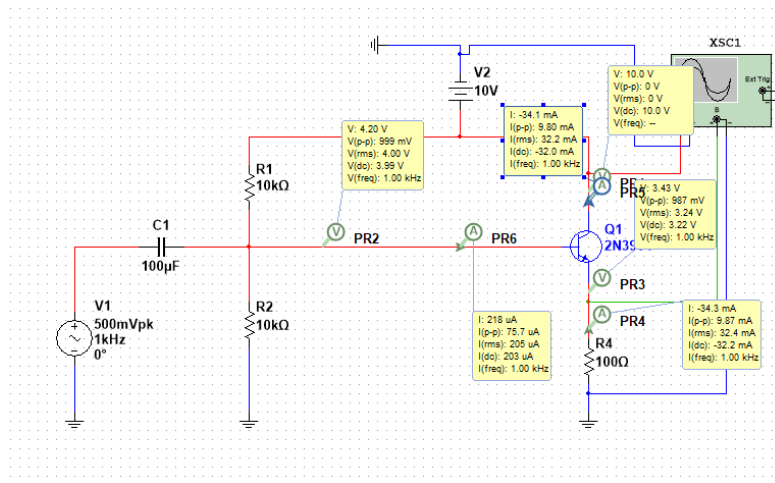 XSC1
Ext Trig
V2
10V
V: 10.0 V
V(p-p): 0 V
V(rms): 0 V
V(dc): 10.0 V
V(freq): --
B
I: -34.1 mA
I(p-p): 9.80 mA
I(rms): 32.2 mA
I(dc): -32.0 mA
I(freq): 1.00 kHz
V: 4.20 V
V(p-p): 999 mV
V(rms): 4.00 V
V(dc): 3.99 V
V(freq): 1.00 kHz
R1
10kΩ
V
A
PR5
V: 3.43 V
V(p-p): 987 mV
V(rms): 3.24 V
V(dc): 3.22 V
V(freq): 1.00 kHz
C1
100µF
V
PR2
A
PR6
Q1
2N39
V
PR3
V1
500mVpk
1kHz
0°
R2
10kΩ
I: 218 uA
I(p-p): 75.7 uA
I(rms): 205 uA
I(dc): 203 uA
I(freq): 1.00 kHz
A
PR4
R4
100Ω
I: -34.3 mA
I(p-p): 9.87 mA
I(rms): 32.4 mA
I(dc): -32.2 mA
I(freq): 1.00 kHz